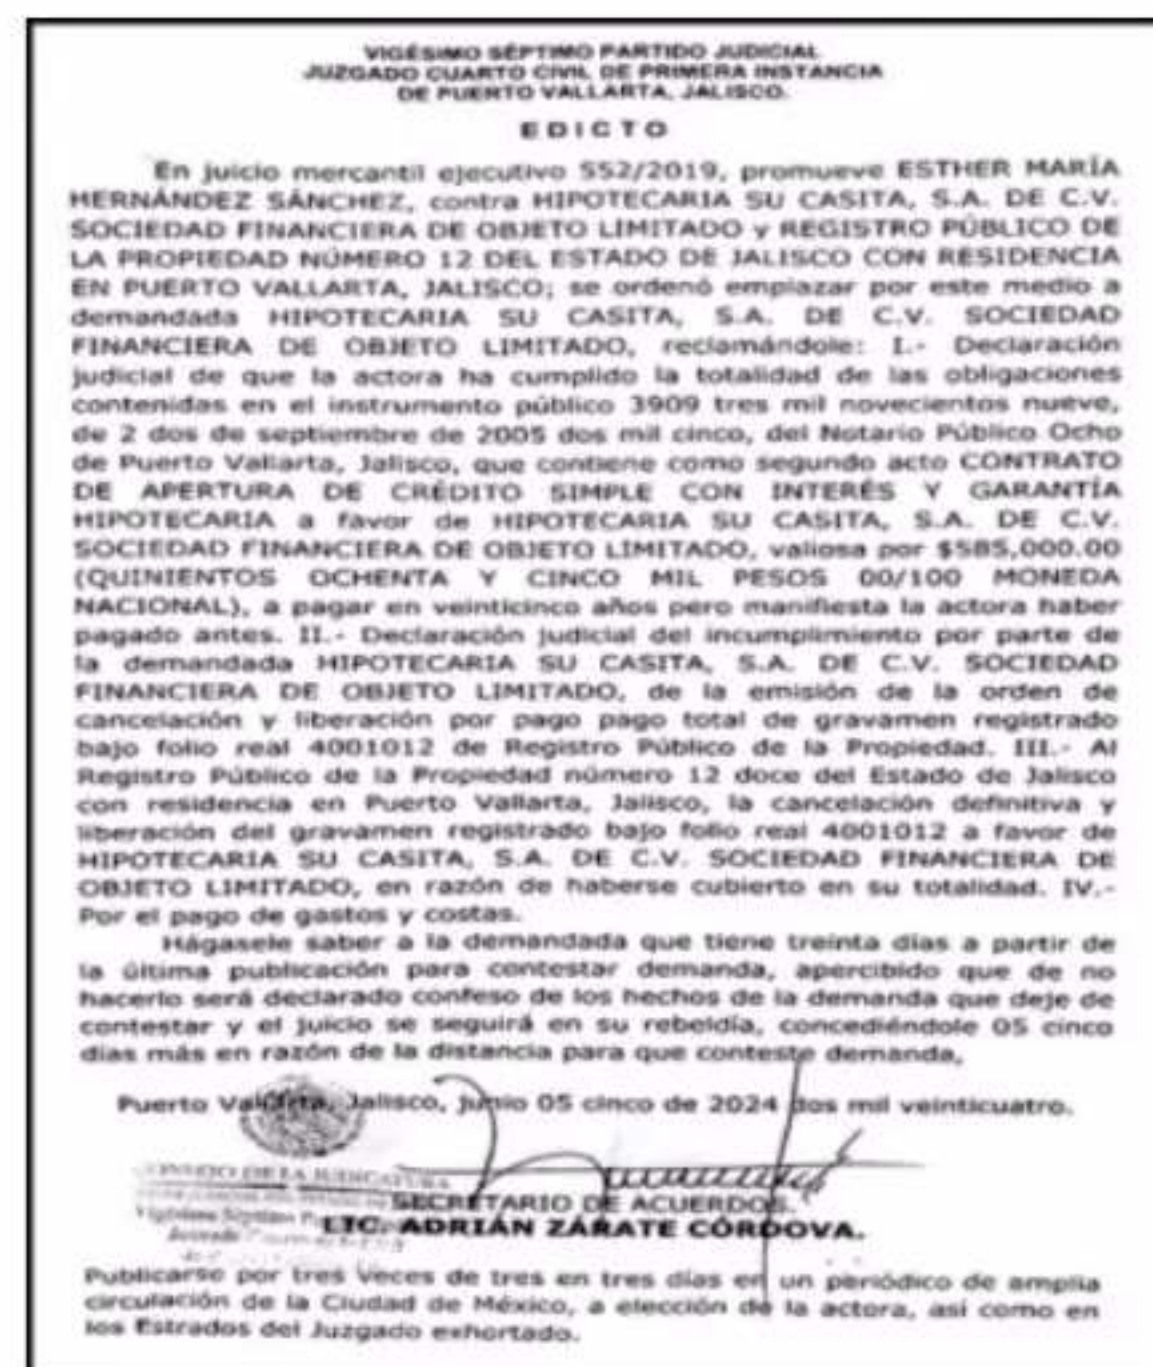 VIGÉSIMO SÉPTIMO PARTIDO JUDICIAL
JUZGADO CUARTO CIVIL DE PRIMERA INSTANCIA
DE PUERTO VALLARTA, JALISCO.
EDICTO
En juicio mercantil ejecutivo 552/2019, promueve ESTHER MARÍA
HERNÁNDEZ SÁNCHEZ, contra HIPOTECARIA SU CASITA, S.A. DE C.V.
SOCIEDAD FINANCIERA DE OBJETO LIMITADO y REGISTRO PÚBLICO DE
LA PROPIEDAD NÚMERO 12 DEL ESTADO DE JALISCO CON RESIDENCIA
EN PUERTO VALLARTA, JALISCO; se ordenó emplazar por este medio a
demandada HIPOTECARIA SU CASITA, S.A. DE C.V. SOCIEDAD
FINANCIERA DE OBJETO LIMITADO, reclamándole: I.- Declaración
judicial de que la actora ha cumplido la totalidad de las obligaciones
contenidas en el instrumento público 3909 tres mil novecientos nueve,
de 2 dos de septiembre de 2005 dos mil cinco, del Notario Público Ocho
de Puerto Vallarta, Jalisco, que contiene como segundo acto CONTRATO
DE APERTURA DE CRÉDITO SIMPLE CON INTERÉS Y GARANTÍA
HIPOTECARIA a favor de HIPOTECARIA SU CASITA, S.A. DE C.V.
SOCIEDAD FINANCIERA DE OBJETO LIMITADO, valiosa por $585,000.00
(QUINIENTOS OCHENTA Y CINCO MIL PESOS 00/100 MONEDA
NACIONAL), a pagar en veinticinco años pero manifiesta la actora haber
pagado antes. II.- Declaración judicial del incumplimiento por parte de
la demandada HIPOTECARIA SU CASITA, S.A. DE C.V. SOCIEDAD
FINANCIERA DE OBJETO LIMITADO, de la emisión de la orden de
cancelación y liberación por pago pago total de gravamen registrado
bajo folio real 4001012 de Registro Público de la Propiedad. III.- Al
Registro Público de la Propiedad número 12 doce del Estado de Jalisco
con residencia en Puerto Vallarta, Jalisco, la cancelación definitiva y
liberación del gravamen registrado bajo folio real 4001012 a favor de
HIPOTECARIA SU CASITA, S.A. DE C.V. SOCIEDAD FINANCIERA DE
OBJETO LIMITADO, en razón de haberse cubierto en su totalidad. IV.-
Por el pago de gastos y costas.
Hágasele saber a la demandada que tiene treinta días a partir de
la última publicación para contestar demanda, apercibido que de no
hacerlo será declarado confeso de los hechos de la demanda que deje de
contestar y el juicio se seguirá en su rebeldía, concediéndole 05 cinco
días más en razón de la distancia para que conteste demanda,
Puerto Vallarta, Jalisco, junio 05 cinco de 2024 dos mil veinticuatro.
CONSEJO DE LA JUDICATURA
SECRETARIO DE ACUERDOS.
Vigésimo Séptimo
LIC. ADRIÁN ZÁRATE CÓRDOVA.
Publicarse por tres veces de tres en tres días en un periódico de amplia
circulación de la Ciudad de México, a elección de la actora, así como en
los Estrados del Juzgado exhortado.